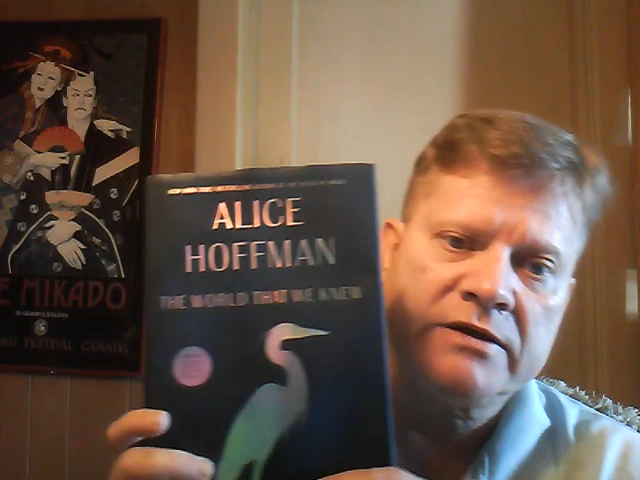 E MIKADO
FESTIVAL CANADA
ALICE
HOFFMAN
THE WORLD THAT WE KNEW